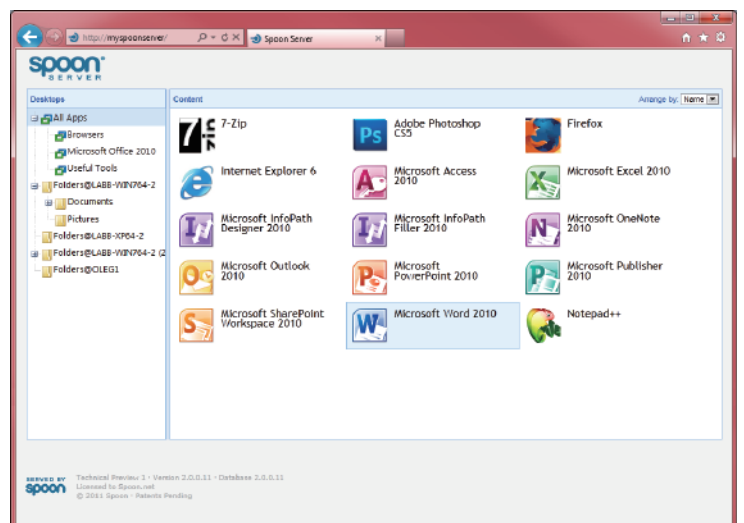 http://myspoonserver/
Spoon Server
spoon
SERVER
Desktops
Content
Arrange by: Name
All Apps
Browsers
Microsoft Office 2010
Useful Tools
Folders@LABB-WIN764-2
Documents
Pictures
Folders@LABB-XP64-2
Folders@LABB-WIN764-2 (2
Folders@OLEG1
7-Zip
Adobe Photoshop
CS5
Firefox
Internet Explorer 6
Microsoft Access
2010
Microsoft Excel 2010
Microsoft InfoPath
Designer 2010
Microsoft InfoPath
Filler 2010
Microsoft OneNote
2010
Microsoft Outlook
2010
Microsoft
PowerPoint 2010
Microsoft Publisher
2010
Microsoft SharePoint
Workspace 2010
Microsoft Word 2010
Notepad++
SERVED BY
spoon
Technical Preview 1 · Version 2.0.0.11 · Database 2.0.0.11
Licensed to Spoon.net
© 2011 Spoon · Patents Pending